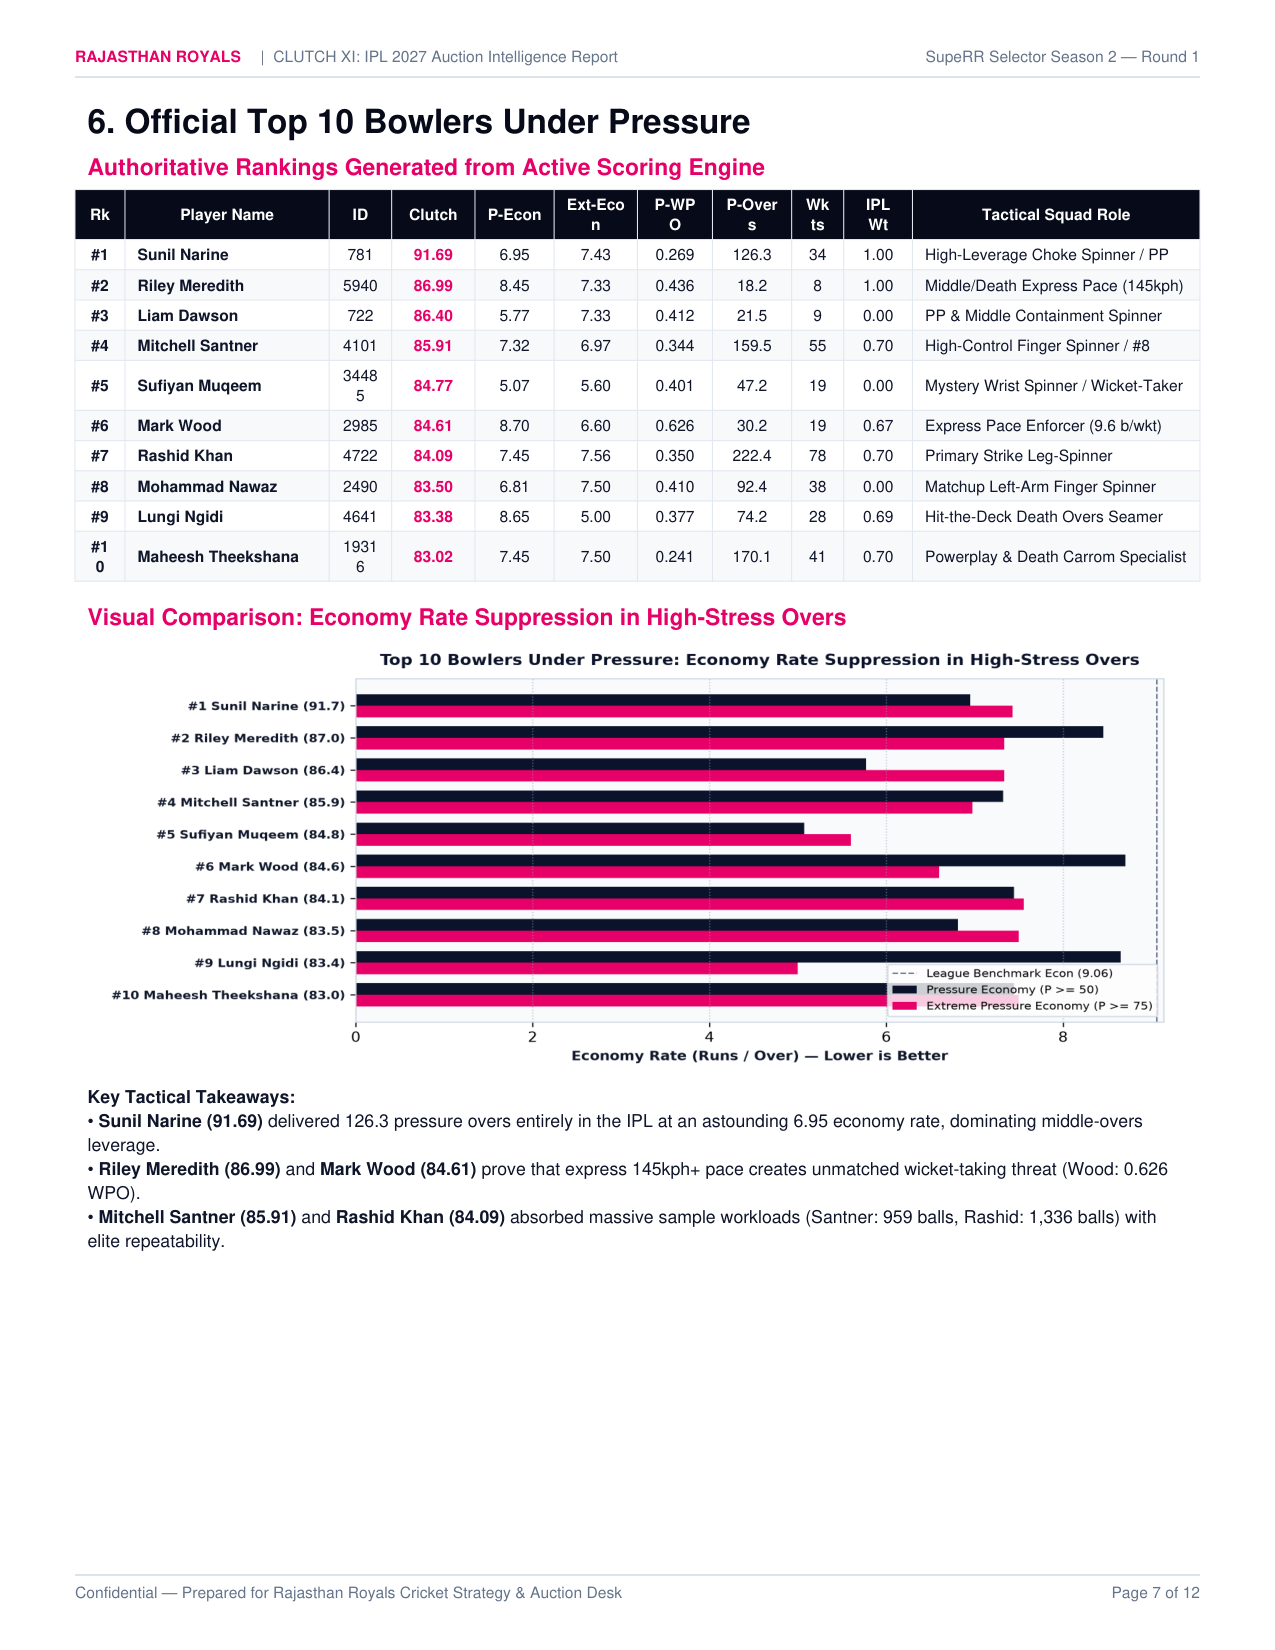 RAJASTHAN ROYALS | CLUTCH XI: IPL 2027 Auction Intelligence Report SupeRR Selector Season 2 — Round 1
6. Official Top 10 Bowlers Under Pressure
Authoritative Rankings Generated from Active Scoring Engine
Rk Player Name ID Clutch P-Econ Ext-Eco n P-WP O P-Over s Wk ts IPL Wt Tactical Squad Role
#1 Sunil Narine 781 91.69 6.95 7.43 0.269 126.3 34 1.00 High-Leverage Choke Spinner / PP
#2 Riley Meredith 5940 86.99 8.45 7.33 0.436 18.2 8 1.00 Middle/Death Express Pace (145kph)
#3 Liam Dawson 722 86.40 5.77 7.33 0.412 21.5 9 0.00 PP & Middle Containment Spinner
#4 Mitchell Santner 4101 85.91 7.32 6.97 0.344 159.5 55 0.70 High-Control Finger Spinner / #8
#5 Sufiyan Muqeem 3448 5 84.77 5.07 5.60 0.401 47.2 19 0.00 Mystery Wrist Spinner / Wicket-Taker
#6 Mark Wood 2985 84.61 8.70 6.60 0.626 30.2 19 0.67 Express Pace Enforcer (9.6 b/wkt)
#7 Rashid Khan 4722 84.09 7.45 7.56 0.350 222.4 78 0.70 Primary Strike Leg-Spinner
#8 Mohammad Nawaz 2490 83.50 6.81 7.50 0.410 92.4 38 0.00 Matchup Left-Arm Finger Spinner
#9 Lungi Ngidi 4641 83.38 8.65 5.00 0.377 74.2 28 0.69 Hit-the-Deck Death Overs Seamer
#1 0 Maheesh Theekshana 1931 6 83.02 7.45 7.50 0.241 170.1 41 0.70 Powerplay & Death Carrom Specialist
Visual Comparison: Economy Rate Suppression in High-Stress Overs
Top 10 Bowlers Under Pressure: Economy Rate Suppression in High-Stress Overs
#1 Sunil Narine (91.7)
#2 Riley Meredith (87.0)
#3 Liam Dawson (86.4)
#4 Mitchell Santner (85.9)
#5 Sufiyan Muqeem (84.8)
#6 Mark Wood (84.6)
#7 Rashid Khan (84.1)
#8 Mohammad Nawaz (83.5)
#9 Lungi Ngidi (83.4)
#10 Maheesh Theekshana (83.0)
League Benchmark Econ (9.06)
Pressure Economy (P >= 50)
Extreme Pressure Economy (P >= 75)
0 2 4 6 8
Economy Rate (Runs / Over) — Lower is Better
Key Tactical Takeaways:
• Sunil Narine (91.69) delivered 126.3 pressure overs entirely in the IPL at an astounding 6.95 economy rate, dominating middle-overs
leverage.
• Riley Meredith (86.99) and Mark Wood (84.61) prove that express 145kph+ pace creates unmatched wicket-taking threat (Wood: 0.626
WPO).
• Mitchell Santner (85.91) and Rashid Khan (84.09) absorbed massive sample workloads (Santner: 959 balls, Rashid: 1,336 balls) with
elite repeatability.
Confidential — Prepared for Rajasthan Royals Cricket Strategy & Auction Desk Page 7 of 12